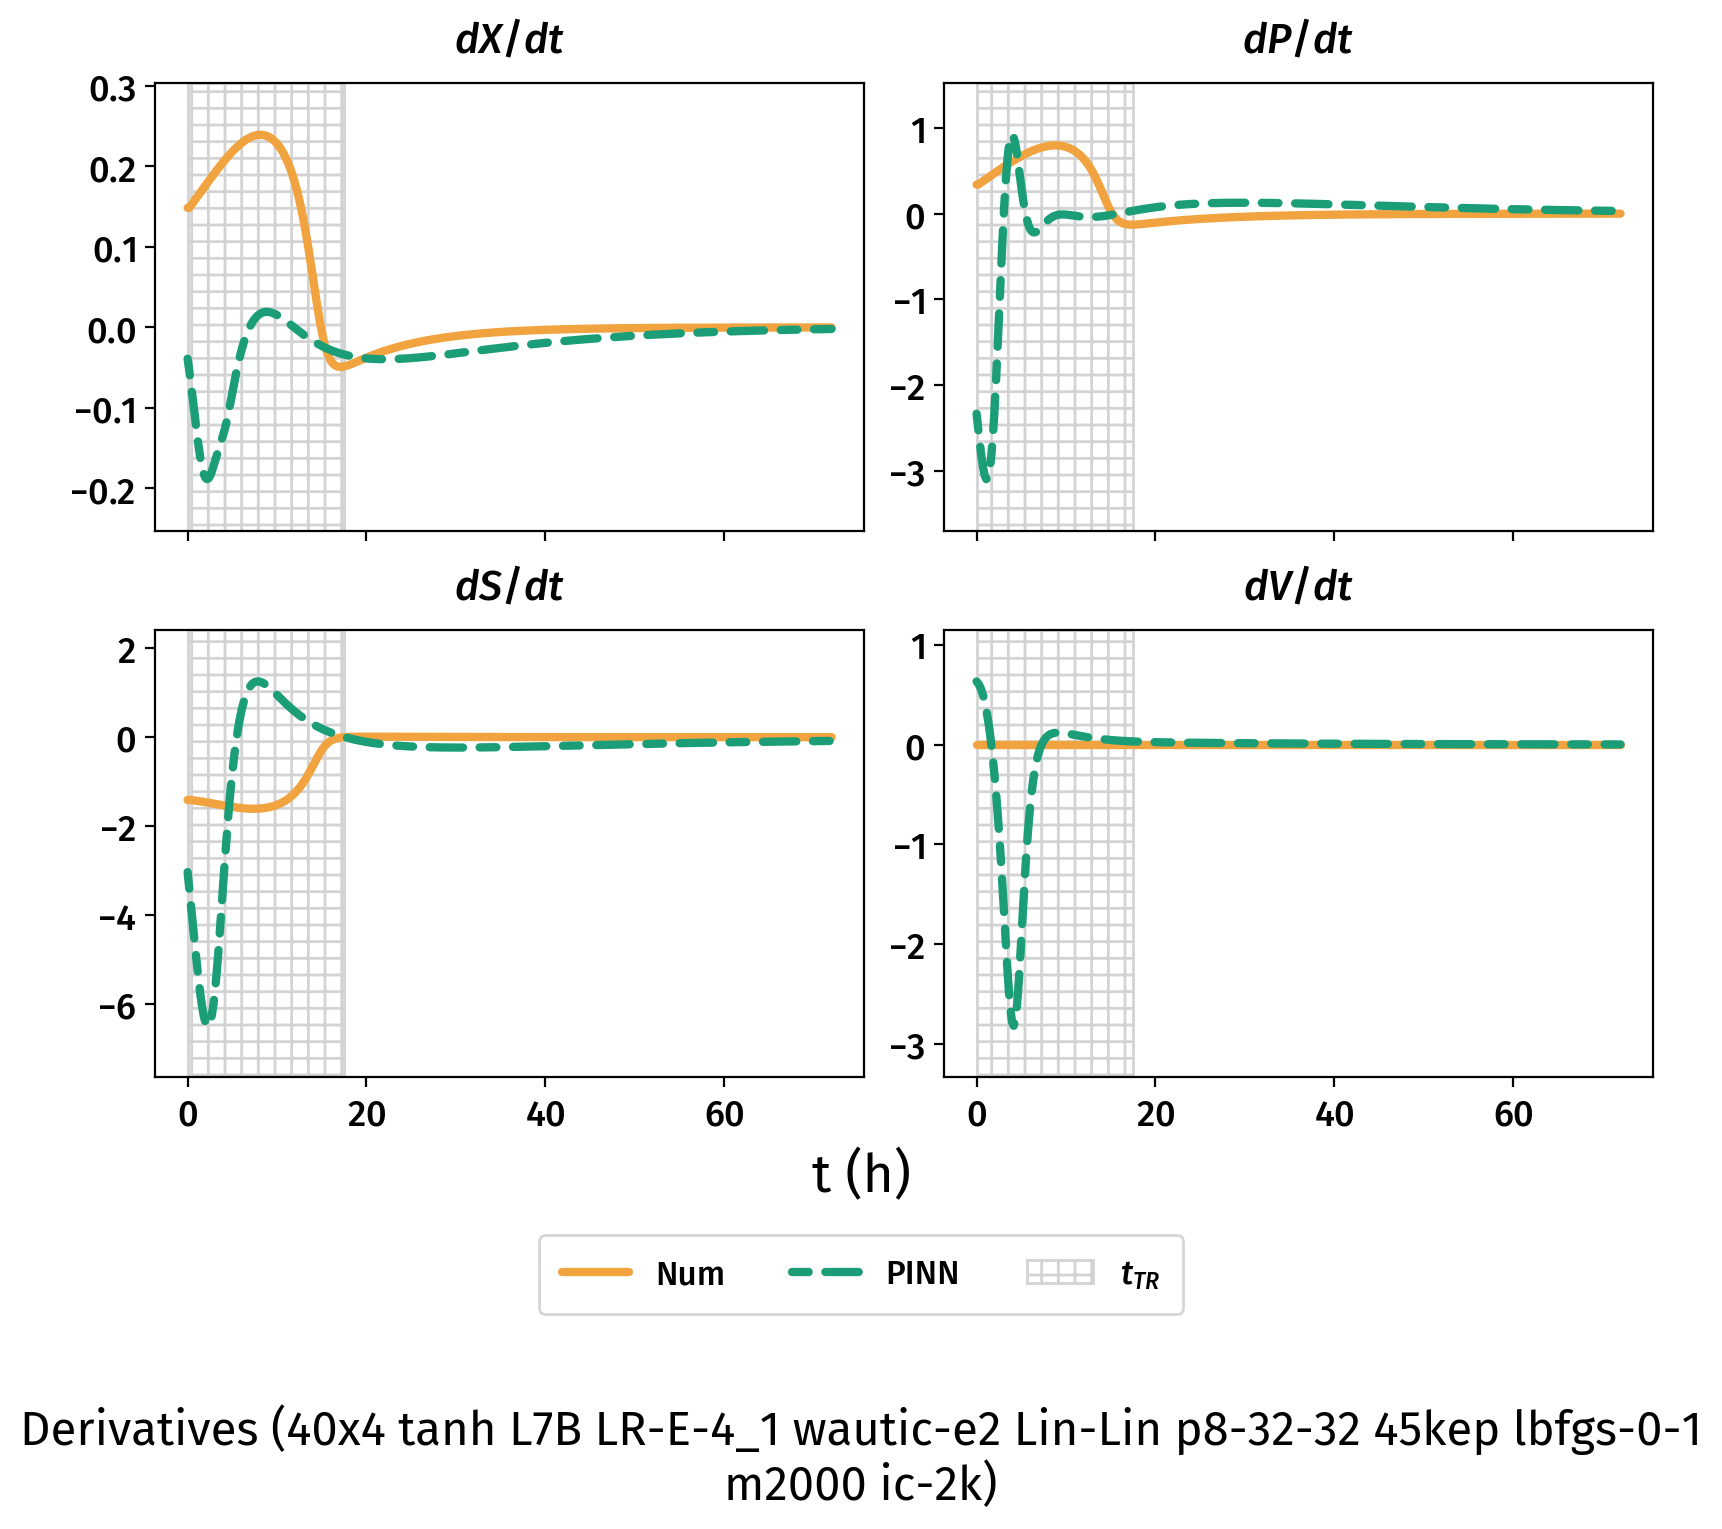 dX/dt
dP/dt
0.3
0.2
0.1
0.0
−0.1
−0.2
1
0
−1
−2
−3
dS/dt
dV/dt
2
0
−2
−4
−6
1
0
−1
−2
−3
0 20 40 60
0 20 40 60
t (h)
Num PINN t_TR
Derivatives (40x4 tanh L7B LR-E-4_1 wautic-e2 Lin-Lin p8-32-32 45kep lbfgs-0-1
m2000 ic-2k)